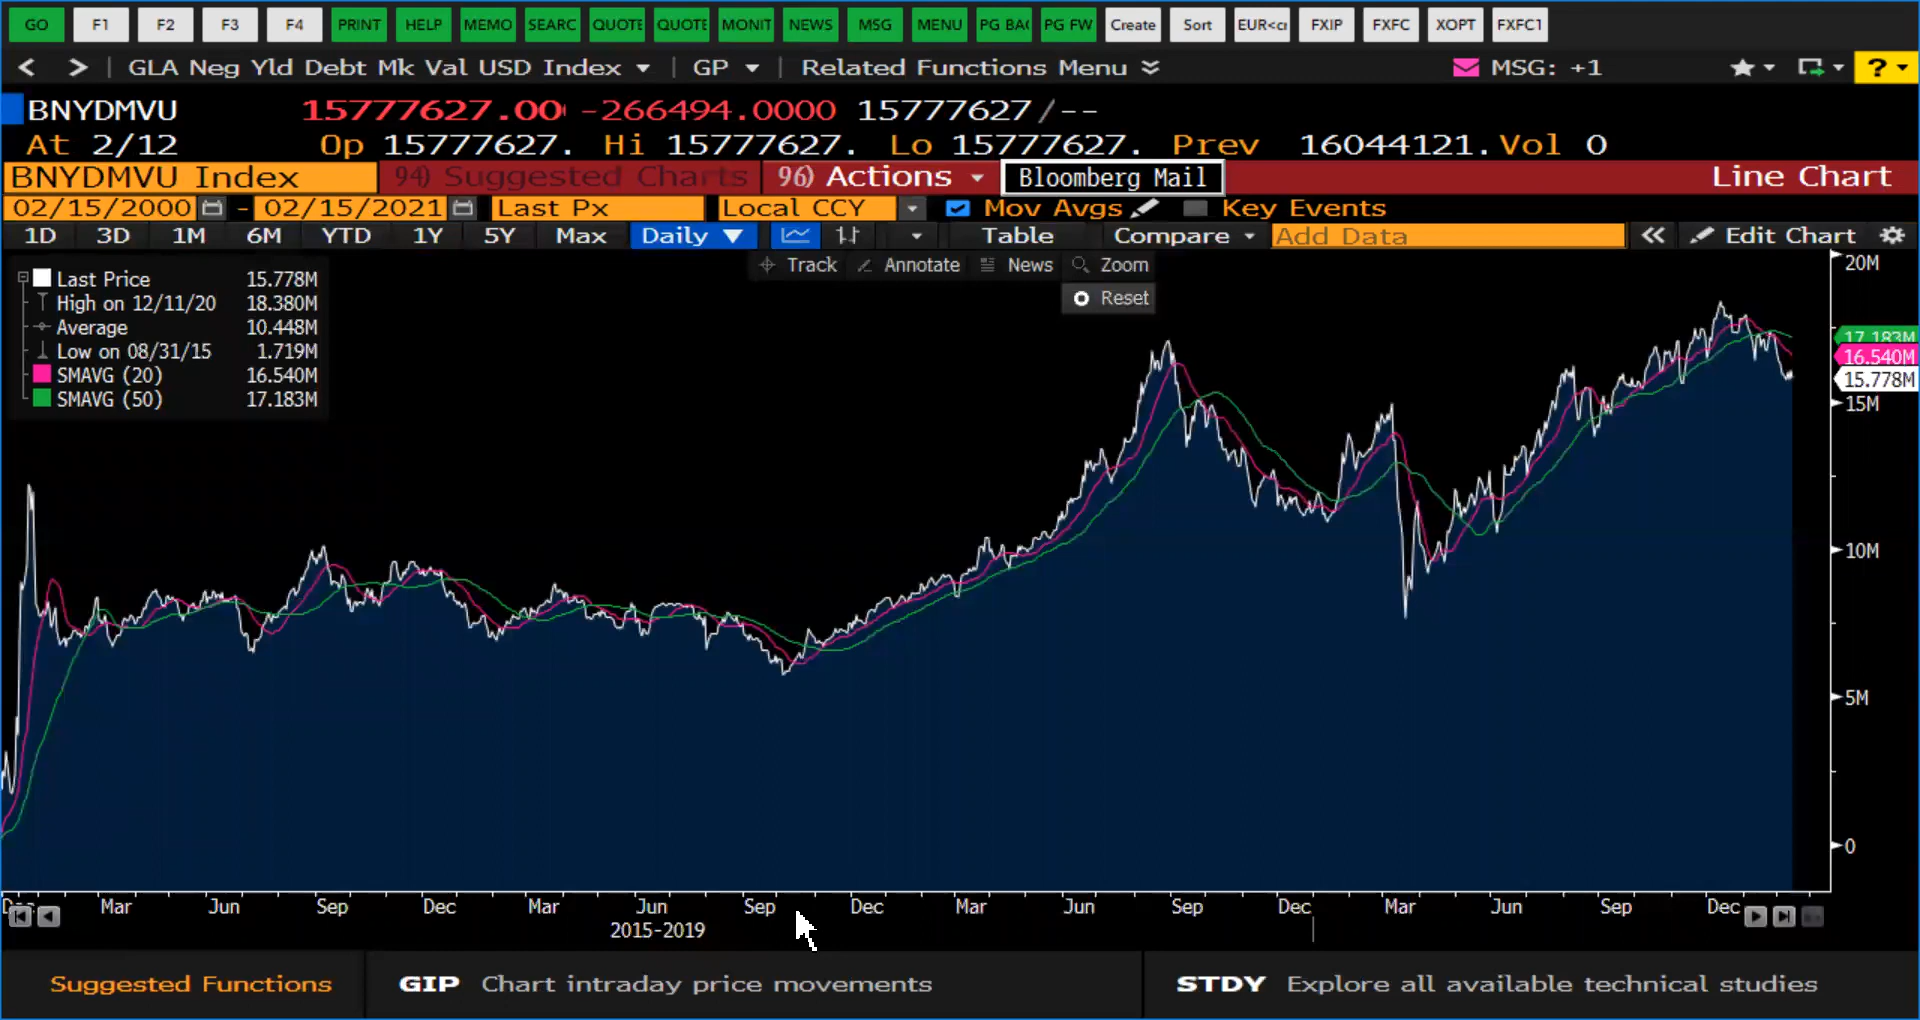 GO F1 F2 F3 F4 PRINT HELP MEMO SEARC QUOTE QUOTE MONIT NEWS MSG MENU PG BA PG FW Create Sort EUR<cr FXIP FXFC XOPT FXFC1
< > | GLA Neg Yld Debt Mk Val USD Index | GP | Related Functions Menu MSG: +1 ?
BNYDMVU 15777627.00 -266494.0000 15777627/--
At 2/12 Op 15777627. Hi 15777627. Lo 15777627. Prev 16044121. Vol 0
BNYDMVU Index 94) Suggested Charts 96) Actions Bloomberg Mail Line Chart
02/15/2000 - 02/15/2021 Last Px Local CCY Mov Avgs Key Events
1D 3D 1M 6M YTD 1Y 5Y Max Daily Table Compare Add Data « Edit Chart
Track Annotate News Zoom
Reset
Last Price 15.778M
High on 12/11/20 18.380M
Average 10.448M
Low on 08/31/15 1.719M
SMAVG (20) 16.540M
SMAVG (50) 17.183M
20M
17.183M
16.540M
15.778M
15M
10M
5M
0
Mar Jun Sep Dec Mar Jun Sep Dec Mar Jun Sep Dec Mar Jun Sep Dec
2015-2019
Suggested Functions GIP Chart intraday price movements STDY Explore all available technical studies